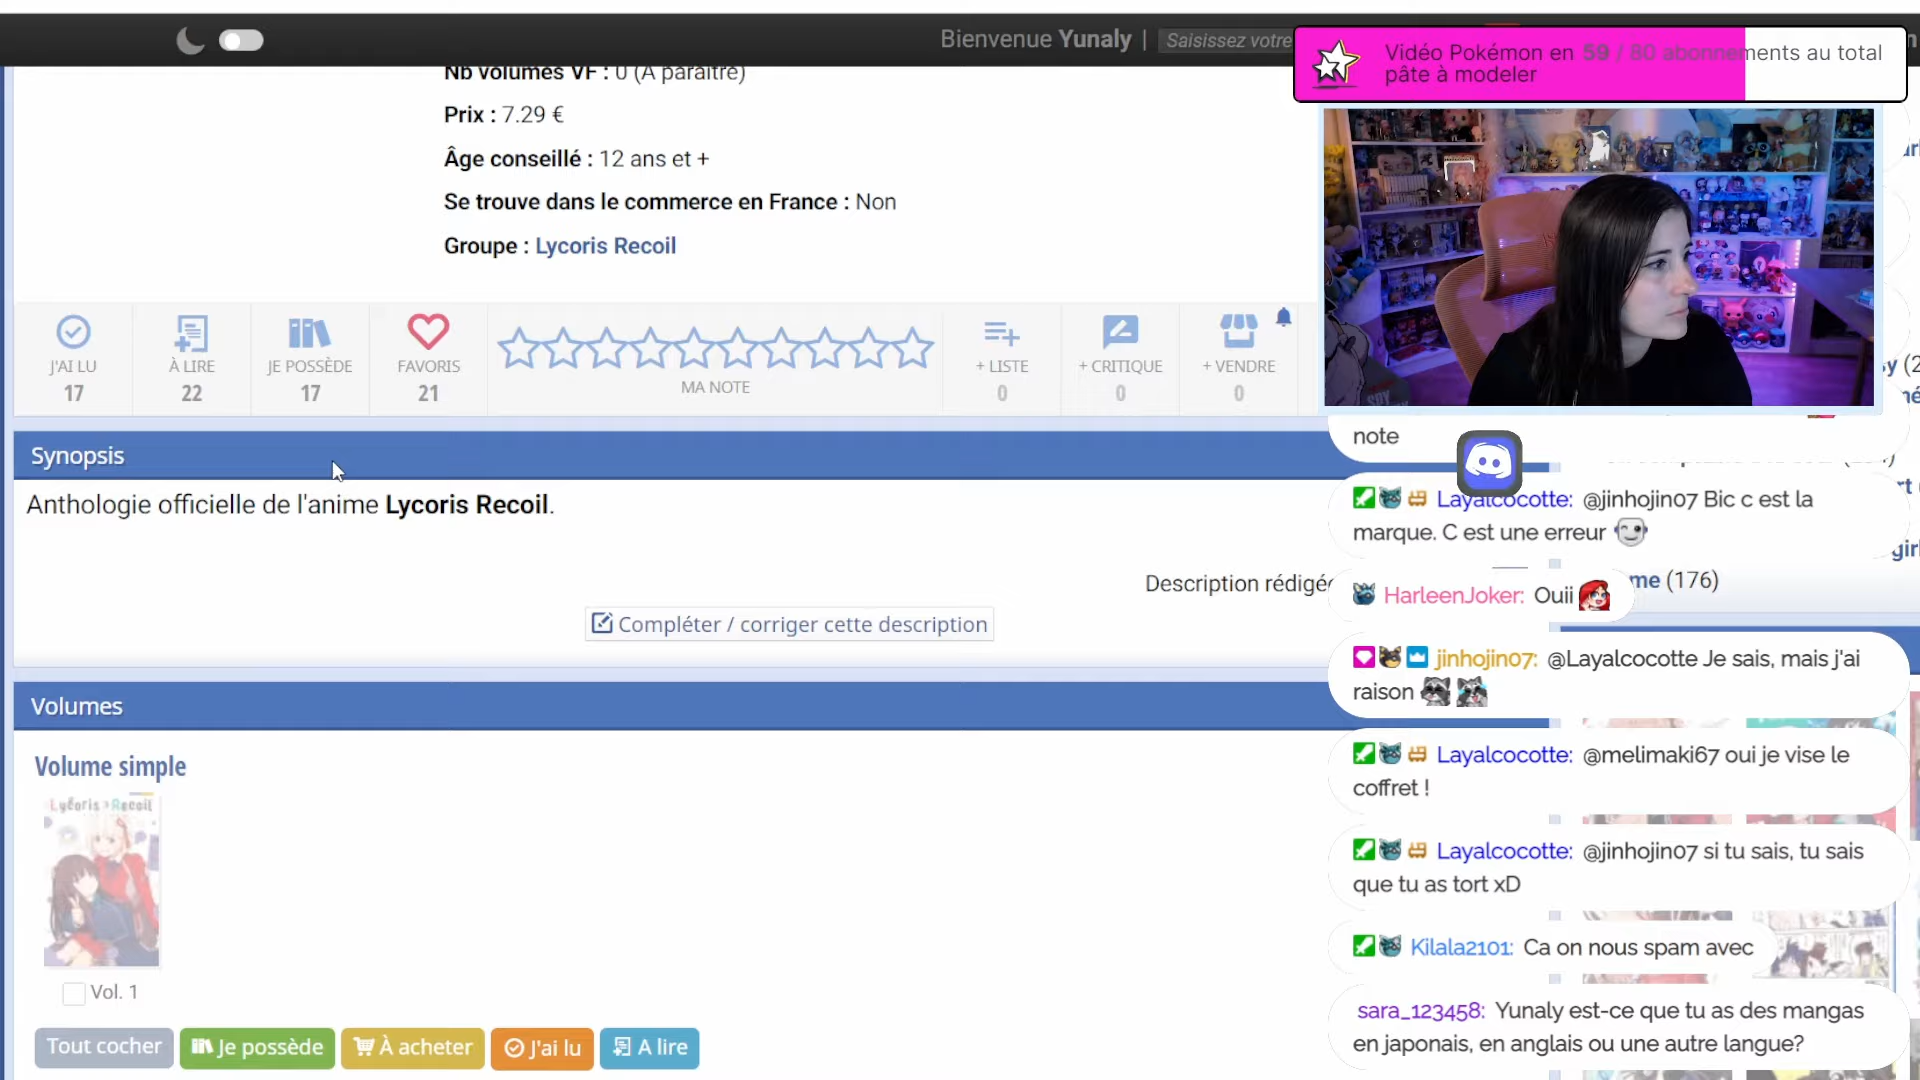 Bienvenue Yunaly | Saisissez votre
Nb volumes VF : 0 (A paraître)
Prix : 7.29 €
Âge conseillé : 12 ans et +
Se trouve dans le commerce en France : Non
Groupe : Lycoris Recoil
J'AI LU
17
À LIRE
22
JE POSSÈDE
17
FAVORIS
21
MA NOTE
+ LISTE
0
+ CRITIQUE
0
+ VENDRE
0
Synopsis
Anthologie officielle de l'anime Lycoris Recoil.
Description rédigée
Compléter / corriger cette description
Volumes
Volume simple
Lycoris Recoil
Vol. 1
Tout cocher
Je possède
À acheter
J'ai lu
A lire
Vidéo Pokémon en 59 / 80 abonnements au total
pâte à modeler
note
Layalcocotte: @jinhojin07 Bic c est la
marque. C est une erreur
HarleenJoker: Ouii
me (176)
jinhojin07: @Layalcocotte Je sais, mais j'ai
raison
Layalcocotte: @melimaki67 oui je vise le
coffret !
Layalcocotte: @jinhojin07 si tu sais, tu sais
que tu as tort xD
Kilala2101: Ca on nous spam avec
sara_123458: Yunaly est-ce que tu as des mangas
en japonais, en anglais ou une autre langue?